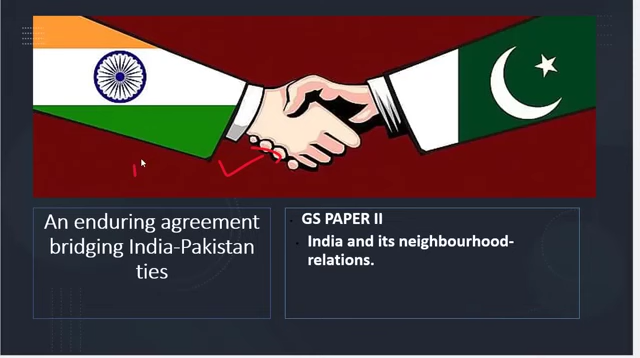 An enduring agreement
bridging India-Pakistan
ties
GS PAPER II
India and its neighbourhood-
relations.